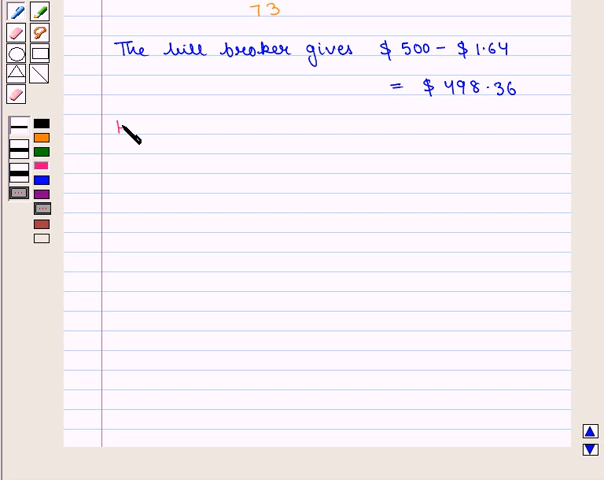 73
The bill broker gives $ 500 - $ 1.64
= $ 498.36